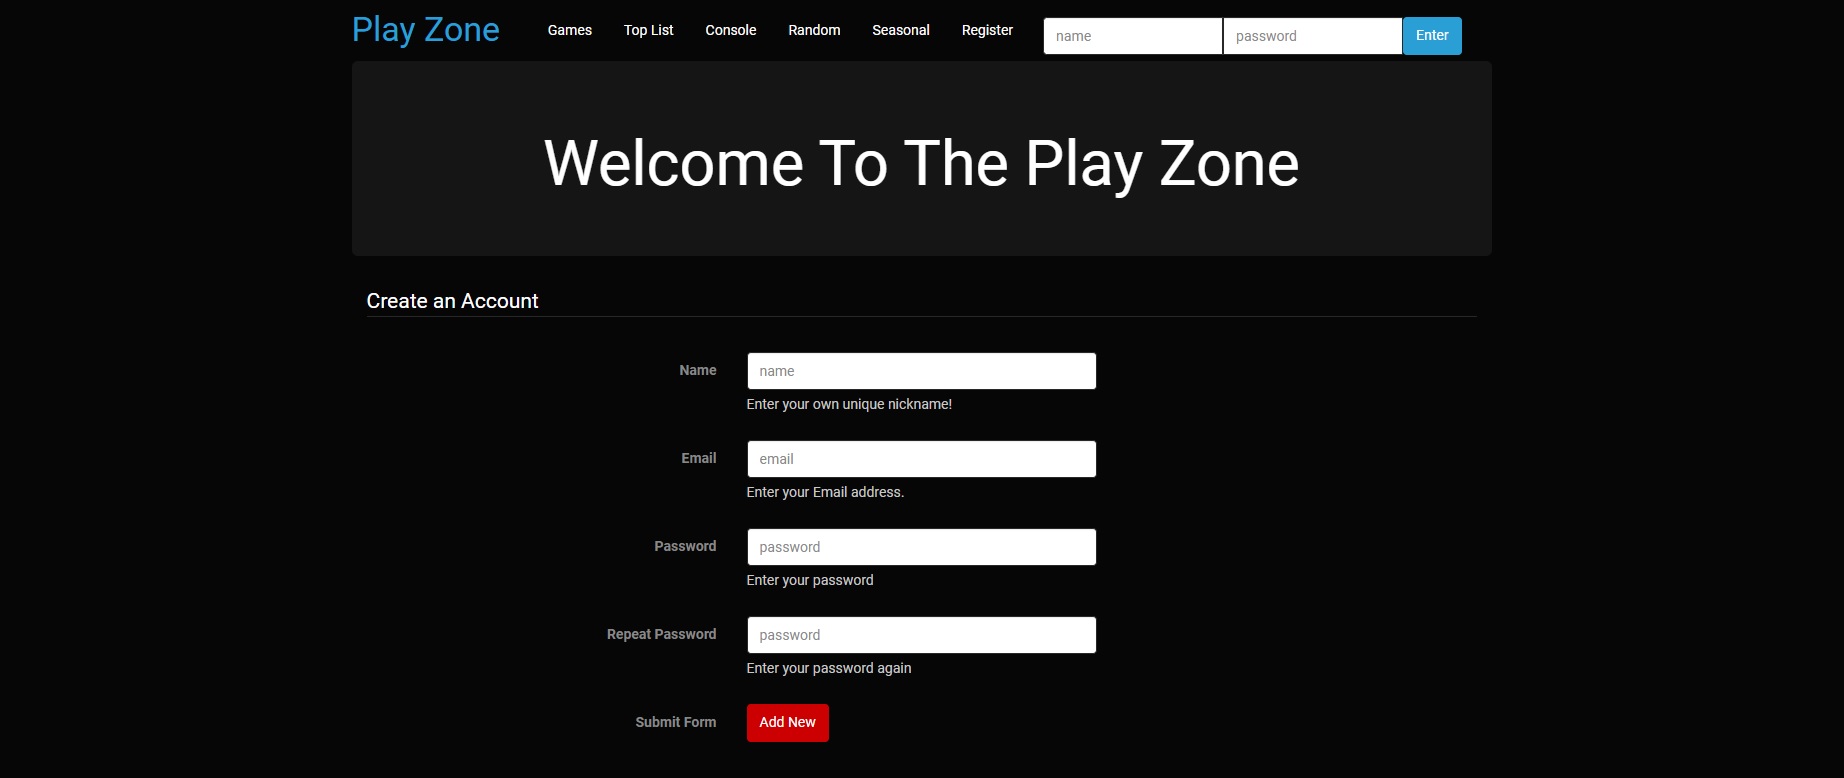 Play Zone Games Top List Console Random Seasonal Register name password Enter
Welcome To The Play Zone
Create an Account
Name name
Enter your own unique nickname!
Email email
Enter your Email address.
Password password
Enter your password
Repeat Password password
Enter your password again
Submit Form Add New